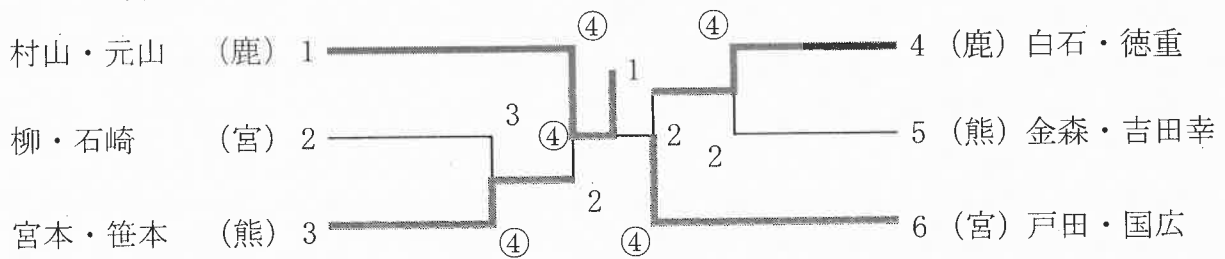 ④ ④
村山・元山 (鹿) 1 4 (鹿) 白石・徳重
1
3 ④ 2 2
柳・石崎 (宮) 2 5 (熊) 金森・吉田幸
2
宮本・笹本 (熊) 3 6 (宮) 戸田・国広
④ ④